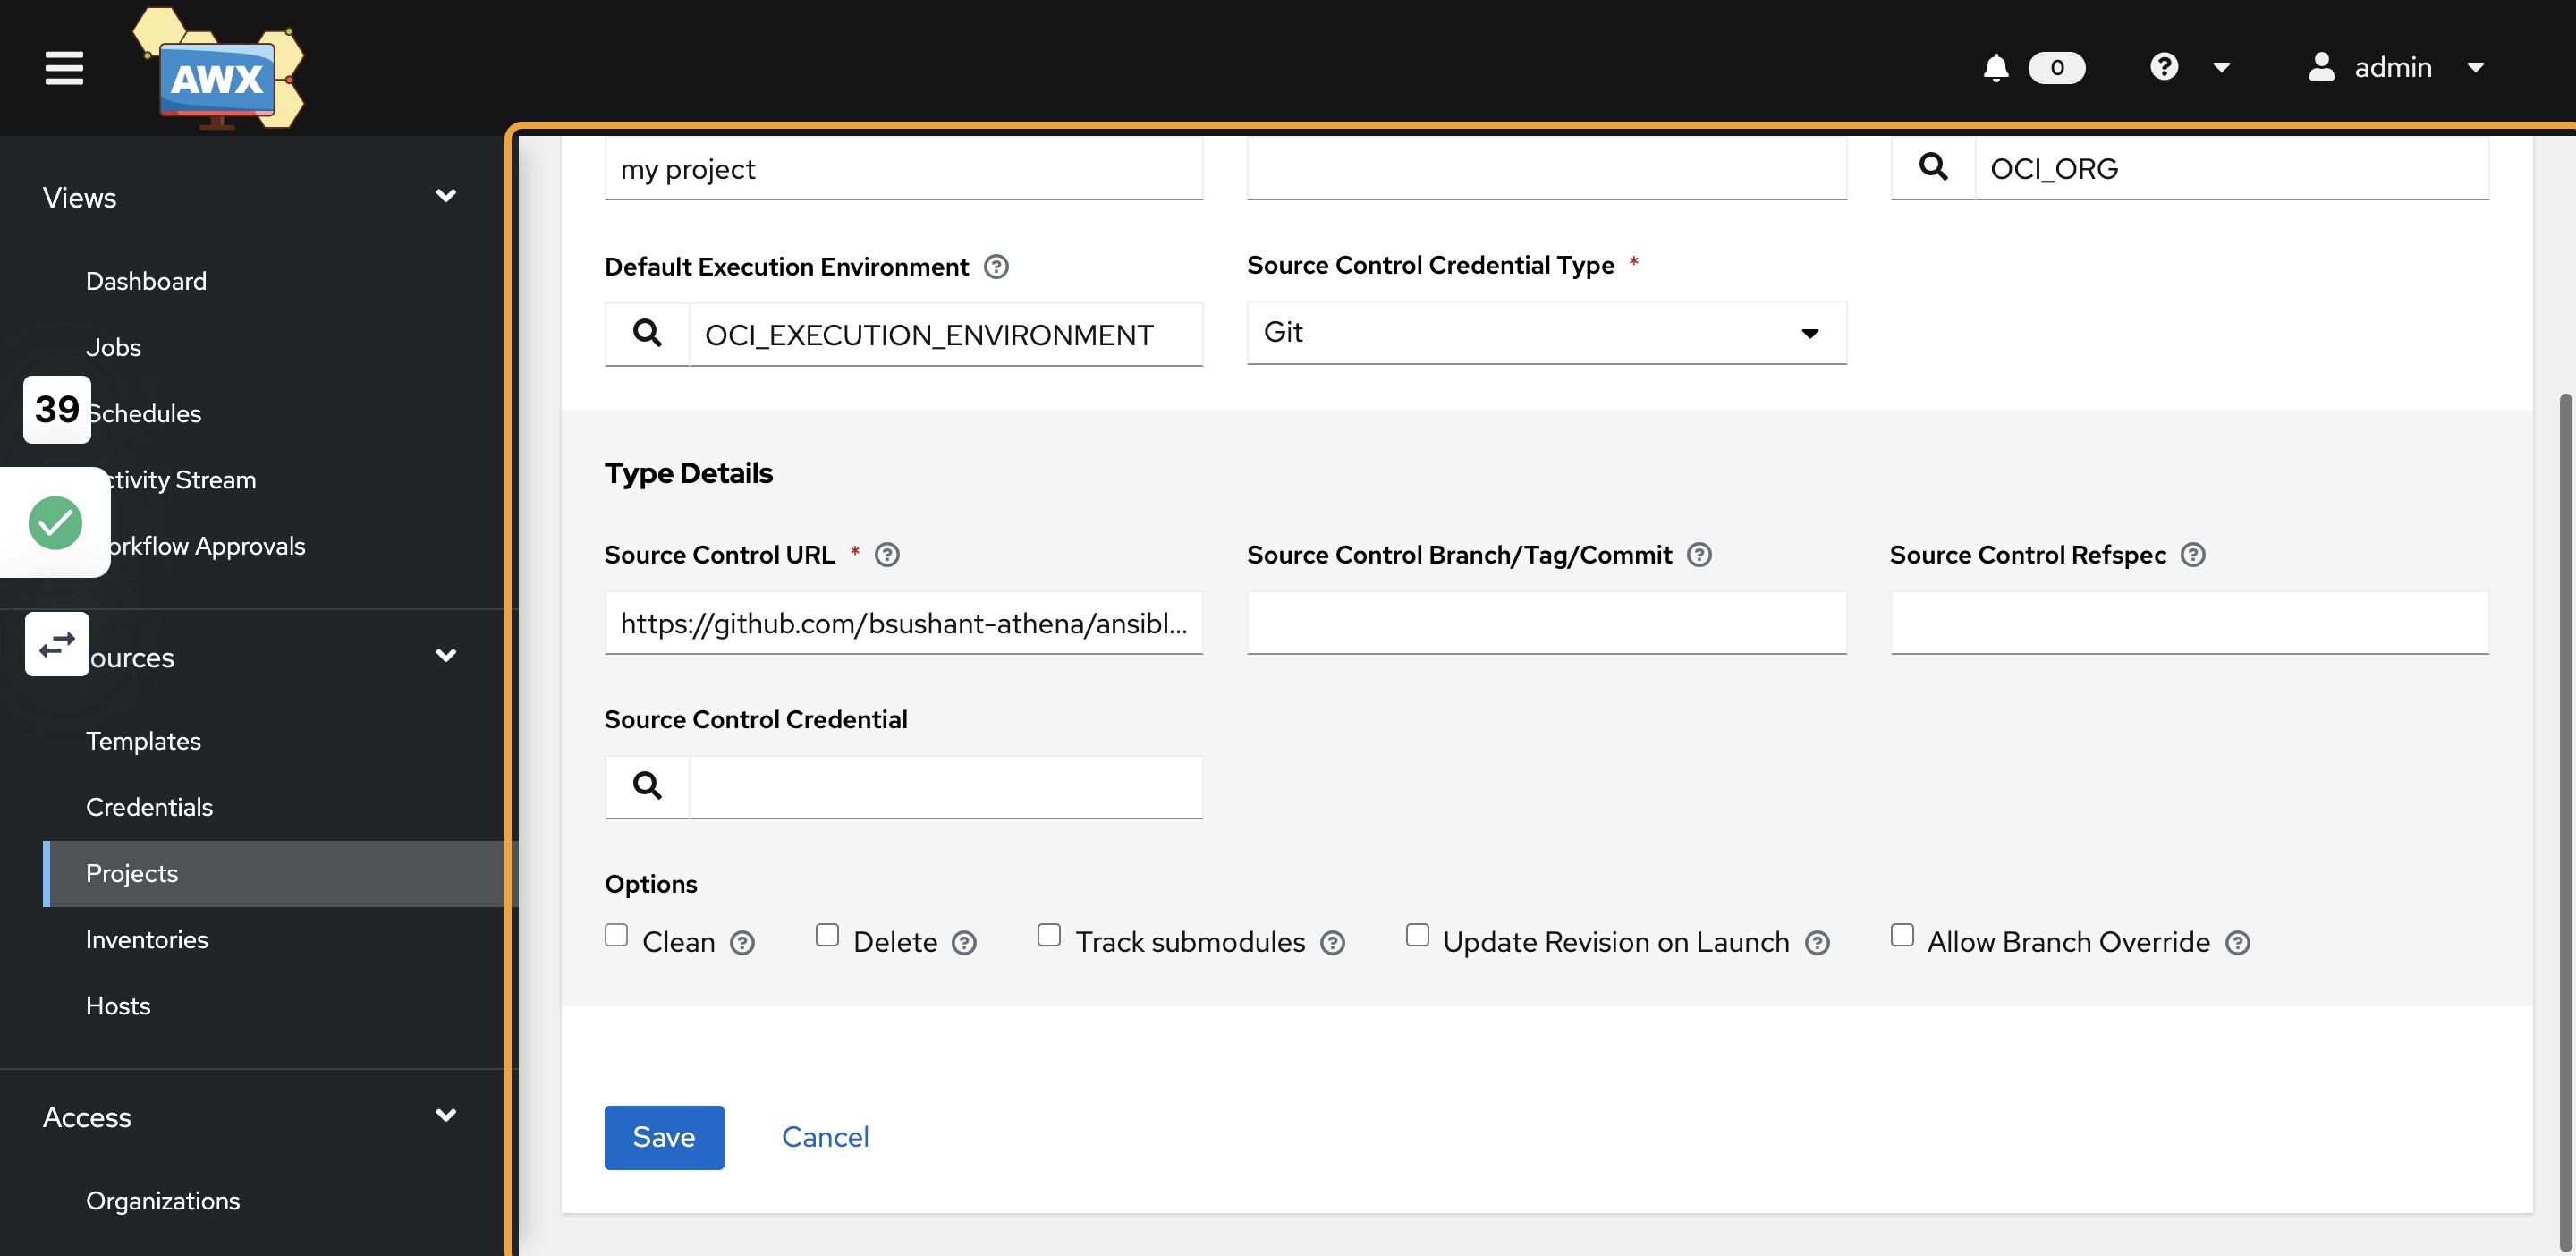 AWX
0
admin
Views
Dashboard
Jobs
39
Schedules
ctivity Stream
orkflow Approvals
ources
Templates
Credentials
Projects
Inventories
Hosts
Access
Organizations
my project
OCI_ORG
Default Execution Environment
Source Control Credential Type *
OCI_EXECUTION_ENVIRONMENT
Git
Type Details
Source Control URL *
Source Control Branch/Tag/Commit
Source Control Refspec
https://github.com/bsushant-athena/ansibl...
Source Control Credential
Options
Clean
Delete
Track submodules
Update Revision on Launch
Allow Branch Override
Save
Cancel